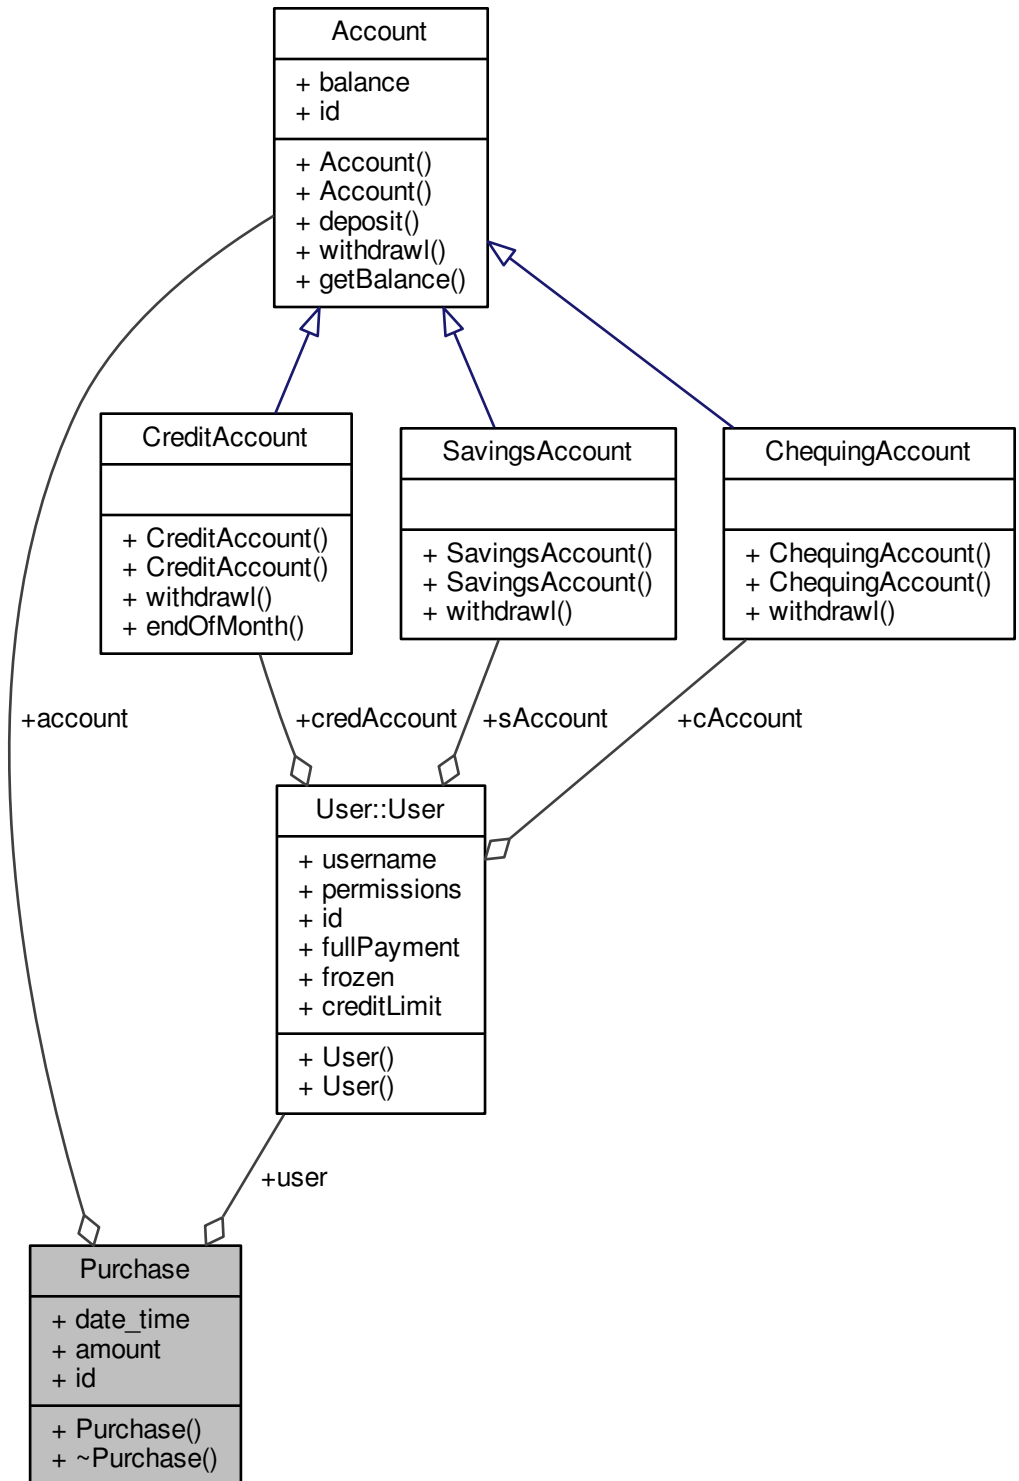 Account
+ balance
+ id
+ Account()
+ Account()
+ deposit()
+ withdrawl()
+ getBalance()
CreditAccount
+ CreditAccount()
+ CreditAccount()
+ withdrawl()
+ endOfMonth()
SavingsAccount
+ SavingsAccount()
+ SavingsAccount()
+ withdrawl()
ChequingAccount
+ ChequingAccount()
+ ChequingAccount()
+ withdrawl()
+account
+credAccount
+sAccount
+cAccount
User::User
+ username
+ permissions
+ id
+ fullPayment
+ frozen
+ creditLimit
+ User()
+ User()
+user
Purchase
+ date_time
+ amount
+ id
+ Purchase()
+ ~Purchase()